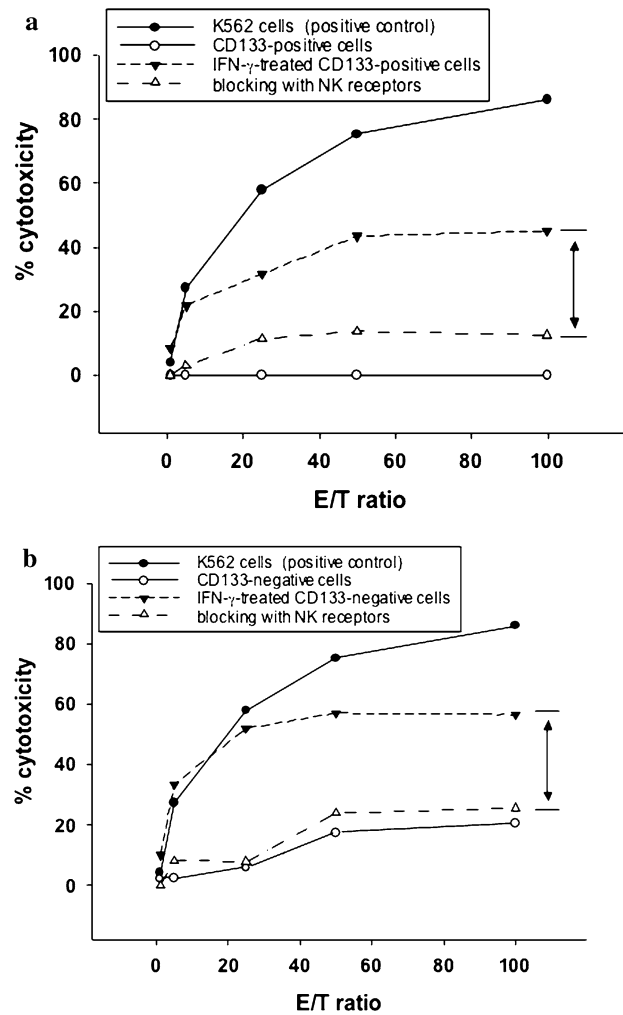 a
K562 cells (positive control)
CD133-positive cells
IFN-γ-treated CD133-positive cells
blocking with NK receptors
100
80
60
40
20
0
% cytotoxicity
0 20 40 60 80 100
E/T ratio
b
K562 cells (positive control)
CD133-negative cells
IFN-γ-treated CD133-negative cells
blocking with NK receptors
100
80
60
40
20
0
% cytotoxicity
0 20 40 60 80 100
E/T ratio